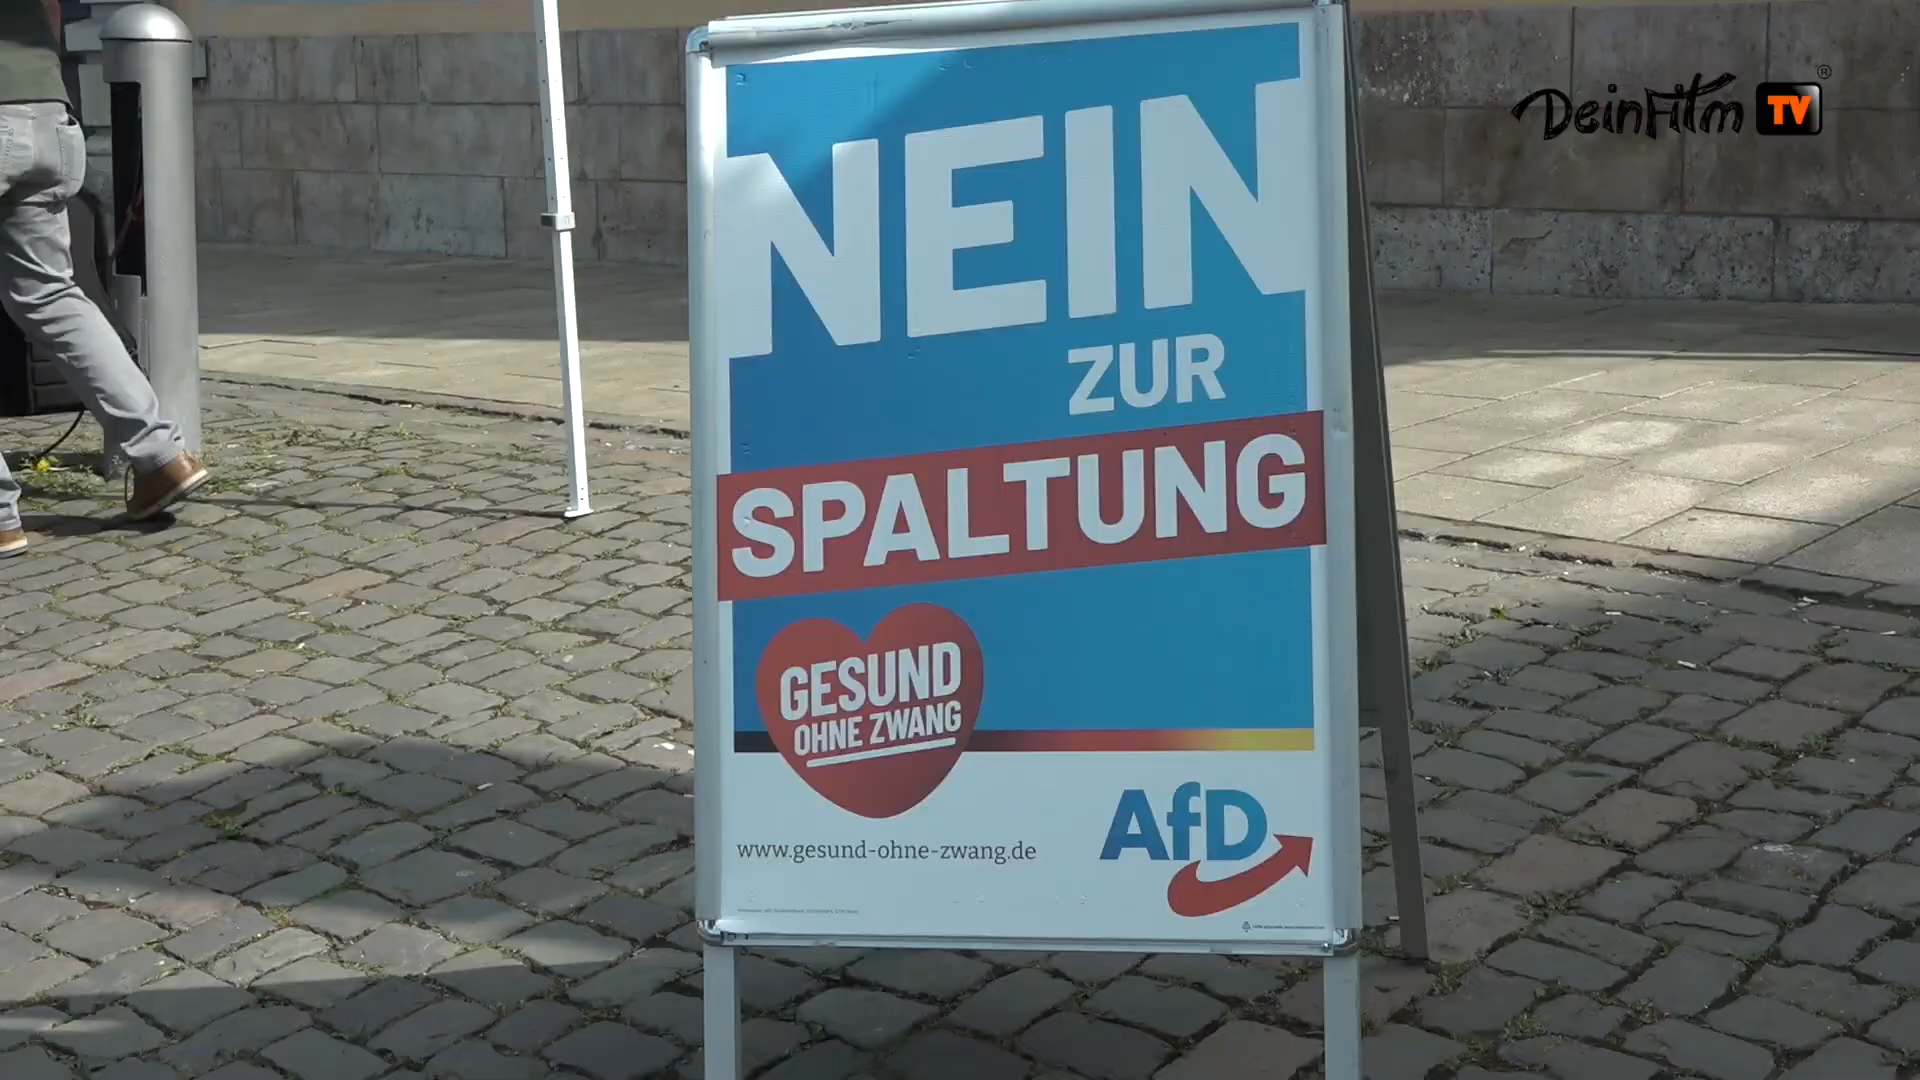 DeinFilm TV ®
NEIN
ZUR
SPALTUNG
GESUND
OHNE ZWANG
www.gesund-ohne-zwang.de
AfD